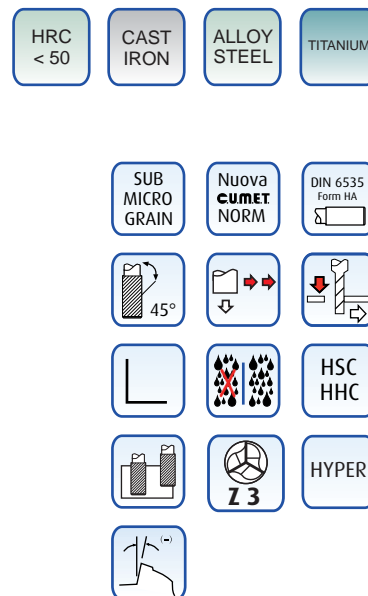 HRC
< 50
CAST
IRON
ALLOY
STEEL
TITANIUM
SUB
MICRO
GRAIN
Nuova
C.U.M.E.T.
NORM
DIN 6535
Form HA
45°
HSC
HHC
Z 3
HYPER
(-)